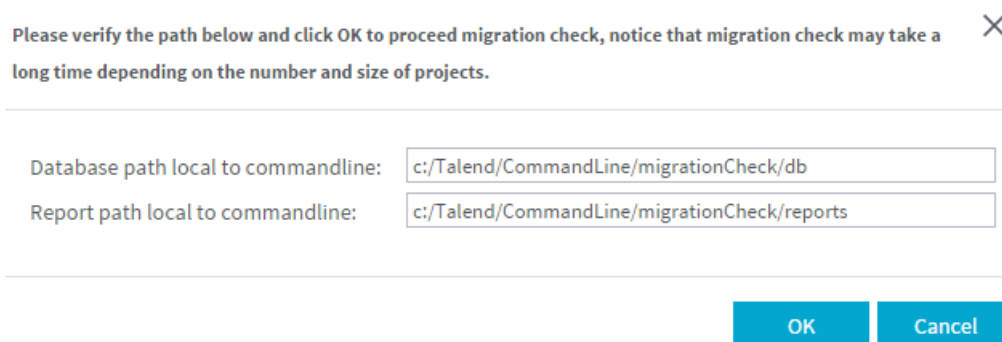 Please verify the path below and click OK to proceed migration check, notice that migration check may take a
long time depending on the number and size of projects.
Database path local to commandline: c:/Talend/CommandLine/migrationCheck/db
Report path local to commandline: c:/Talend/CommandLine/migrationCheck/reports
OK Cancel